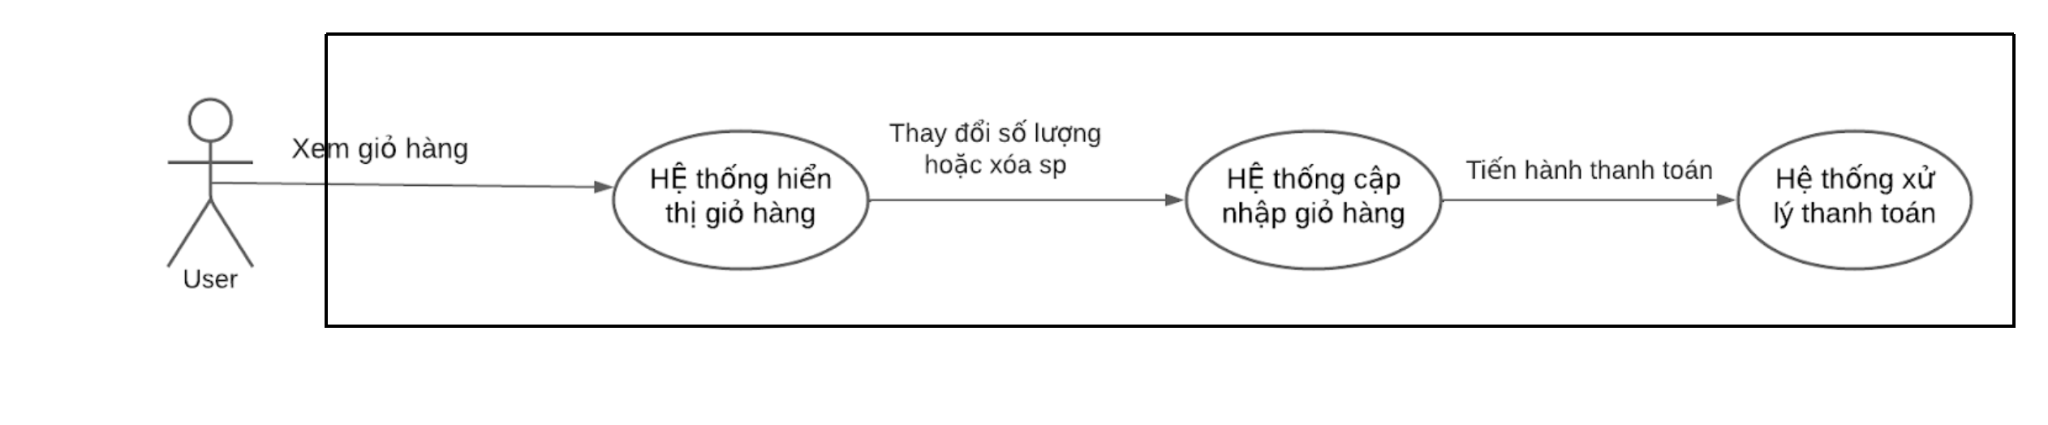 Xem giỏ hàng
User
HỆ thống hiển
thị giỏ hàng
Thay đổi số lượng
hoặc xóa sp
HỆ thống cập
nhập giỏ hàng
Tiến hành thanh toán
Hệ thống xử
lý thanh toán